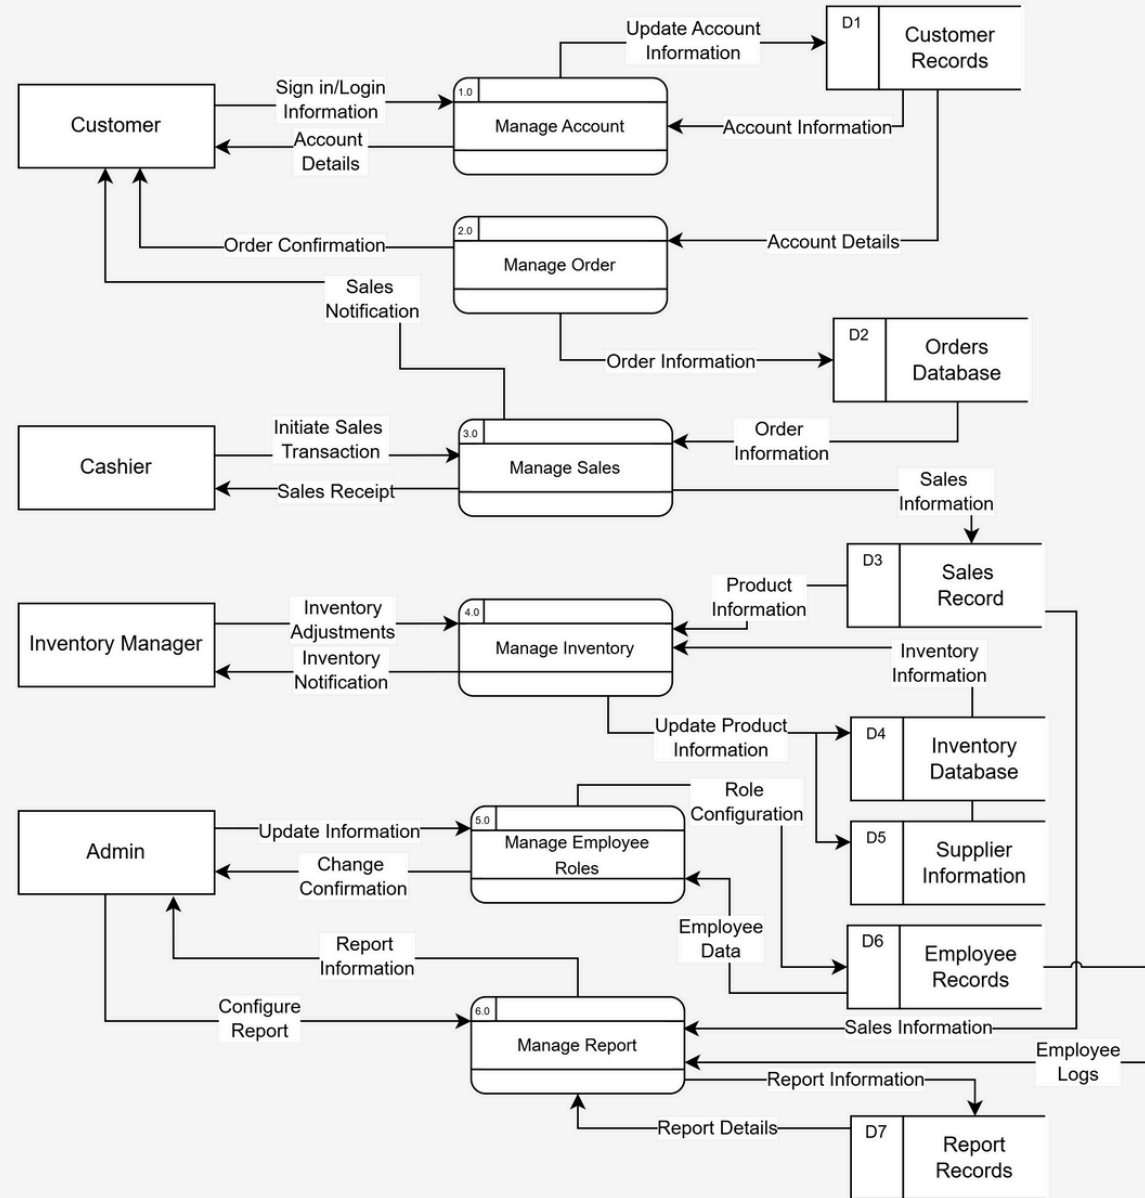 Update Account
Information
D1
Customer
Records
Customer
Sign in/Login
Information
1.0
Manage Account
Account Information
Account
Details
2.0
Manage Order
Account Details
Order Confirmation
Sales
Notification
Order Information
D2
Orders
Database
Cashier
Initiate Sales
Transaction
3.0
Manage Sales
Order
Information
Sales Receipt
Sales
Information
D3
Sales
Record
Product
Information
Inventory Manager
Inventory
Adjustments
4.0
Manage Inventory
Inventory
Notification
Inventory
Information
Update Product
Information
D4
Inventory
Database
Role
Configuration
Admin
Update Information
5.0
Manage Employee
Roles
D5
Supplier
Information
Change
Confirmation
Employee
Data
D6
Employee
Records
Report
Information
Configure
Report
6.0
Manage Report
Sales Information
Employee
Logs
Report Information
Report Details
D7
Report
Records